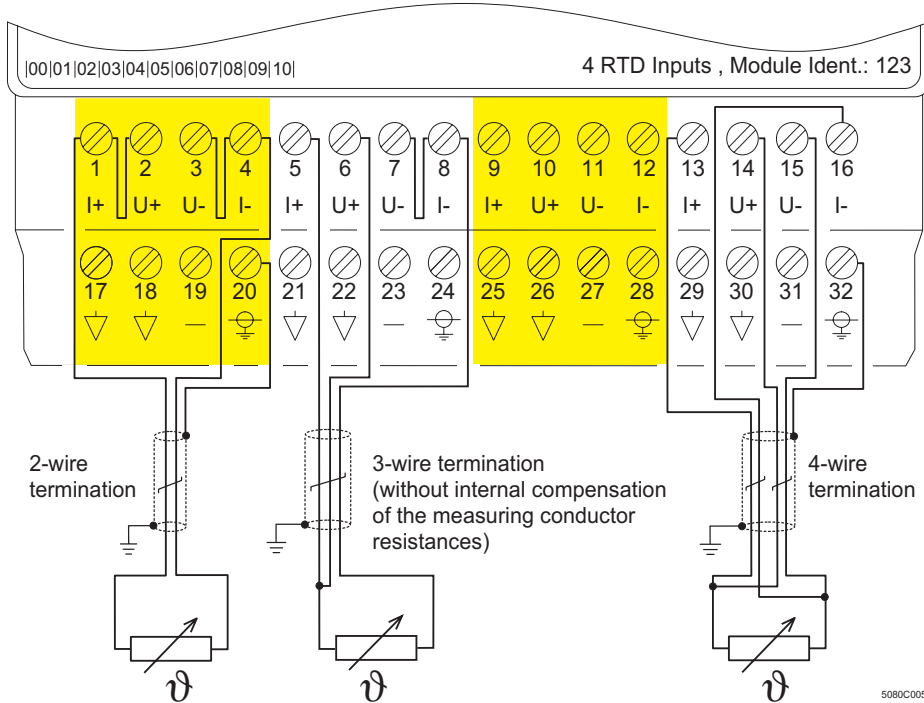 |00|01|02|03|04|05|06|07|08|09|10|
4 RTD Inputs , Module Ident.: 123
1 2 3 4 5 6 7 8 9 10 11 12 13 14 15 16
I+ U+ U- I- I+ U+ U- I- I+ U+ U- I- I+ U+ U- I-
17 18 19 20 21 22 23 24 25 26 27 28 29 30 31 32
2-wire
termination
3-wire termination
(without internal compensation
of the measuring conductor
resistances)
4-wire
termination
ϑ ϑ ϑ
5080C005